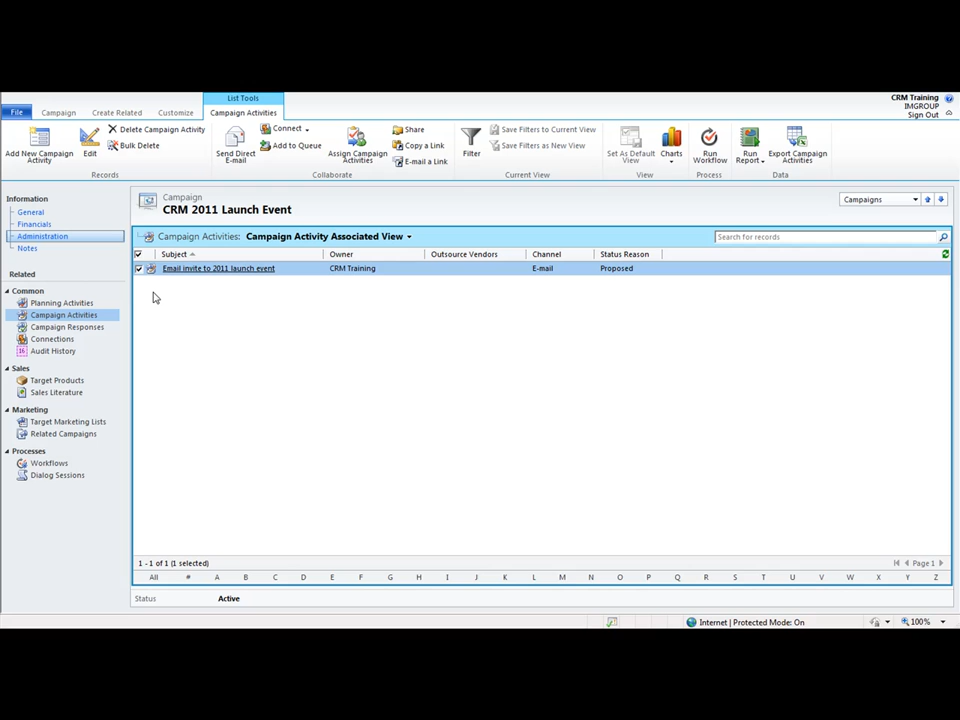 List Tools
File Campaign Create Related Customize Campaign Activities
CRM Training
IMGROUP
Sign Out
Add New Campaign Activity
Edit
Delete Campaign Activity
Bulk Delete
Records
Send Direct E-mail
Connect
Add to Queue
Assign Campaign Activities
Share
Copy a Link
E-mail a Link
Collaborate
Filter
Save Filters to Current View
Save Filters as New View
Current View
Set As Default View
Charts
View
Run Workflow
Process
Run Report
Export Campaign Activities
Data
Information
General
Financials
Administration
Notes
Related
Common
Planning Activities
Campaign Activities
Campaign Responses
Connections
16 Audit History
Sales
Target Products
Sales Literature
Marketing
Target Marketing Lists
Related Campaigns
Processes
Workflows
Dialog Sessions
Campaign
CRM 2011 Launch Event
Campaigns
Campaign Activities: Campaign Activity Associated View
Search for records
Subject Owner Outsource Vendors Channel Status Reason
Email invite to 2011 launch event CRM Training E-mail Proposed
1 - 1 of 1 (1 selected) Page 1
All # A B C D E F G H I J K L M N O P Q R S T U V W X Y Z
Status Active
Internet | Protected Mode: On 100%